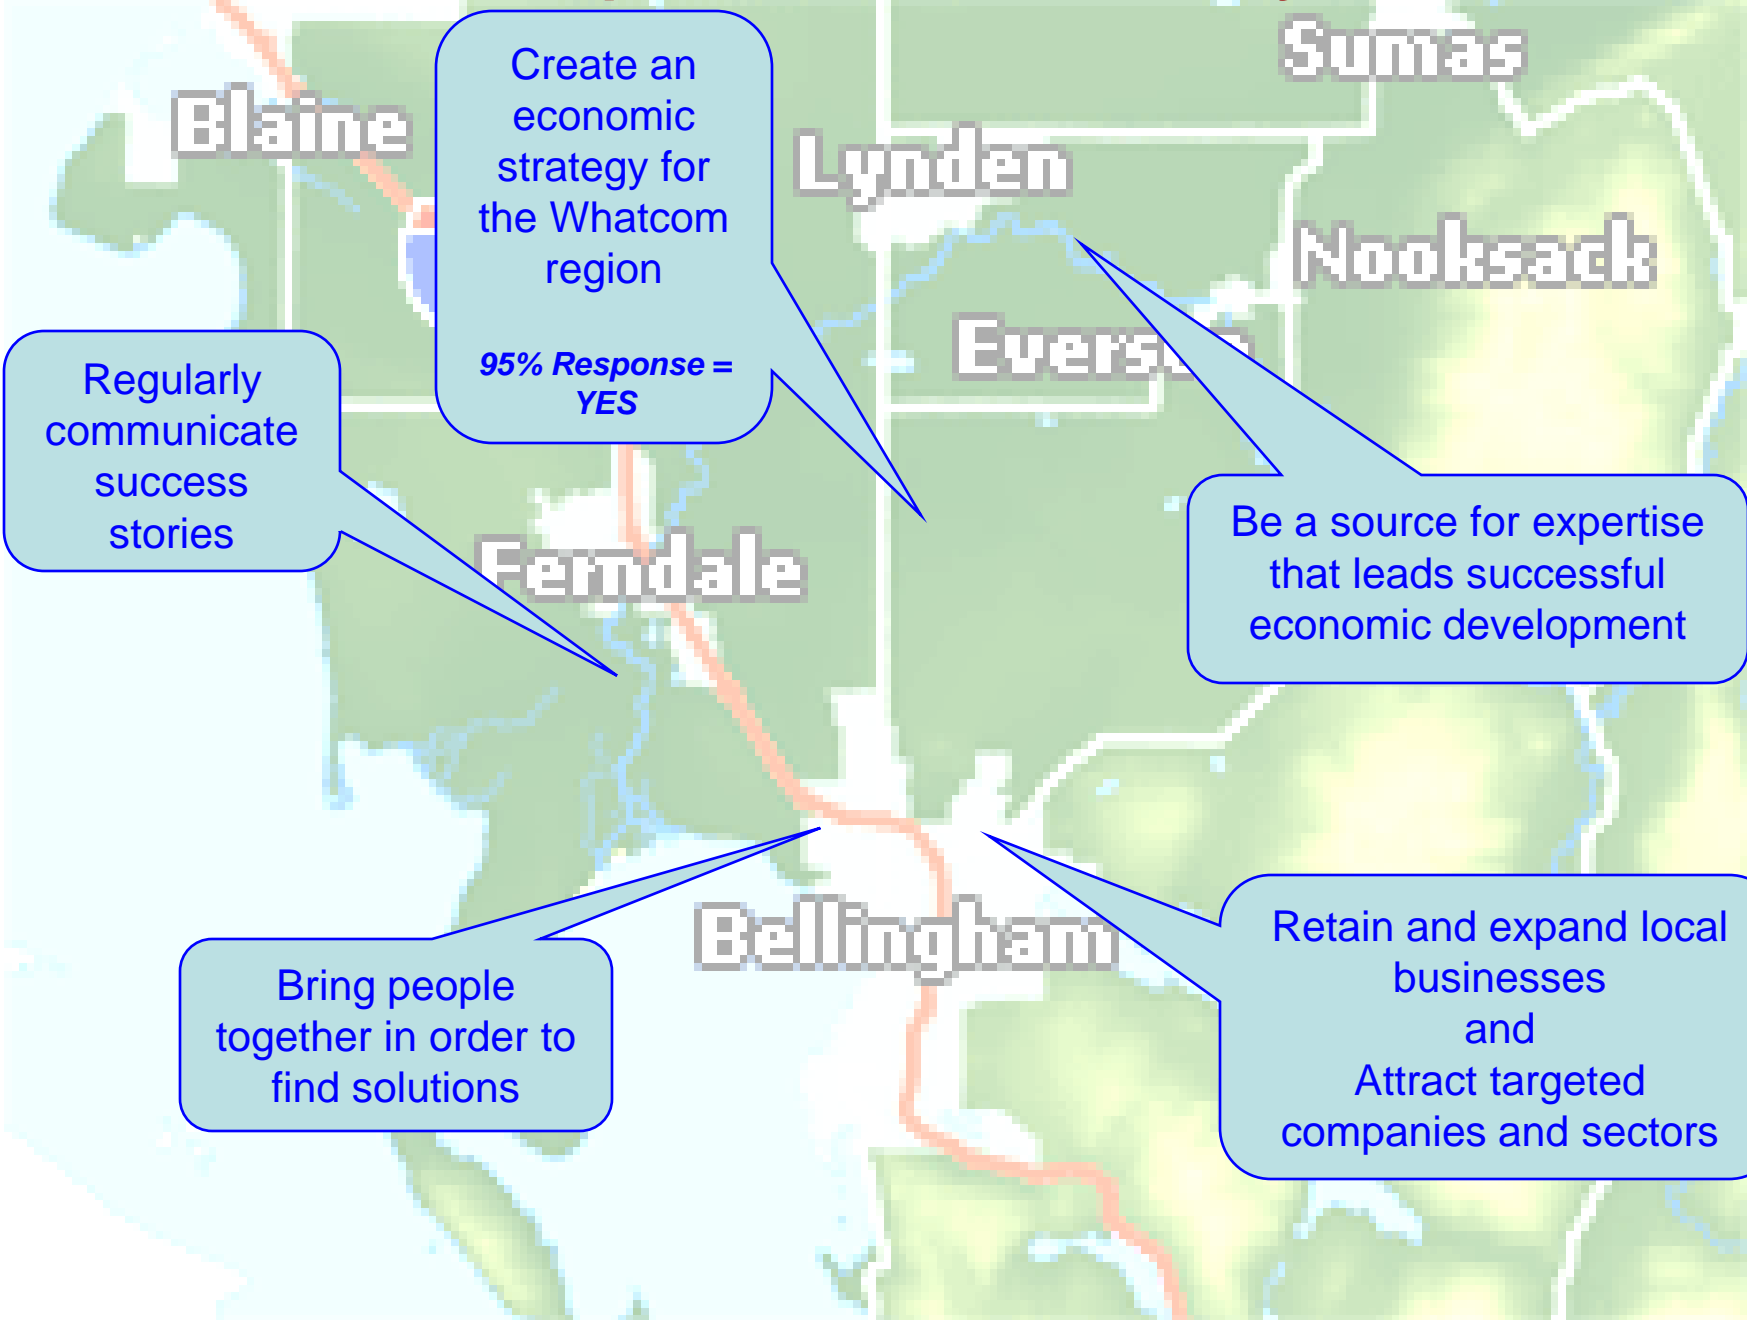 Sumas
Blaine
Create an
economic
strategy for
the Whatcom
region
95% Response =
YES
Lynden
Nooksack
Regularly
communicate
success
stories
Be a source for expertise
that leads successful
economic development
Ferndale
Bring people
together in order to
find solutions
Bellingham
Retain and expand local
businesses
and
Attract targeted
companies and sectors